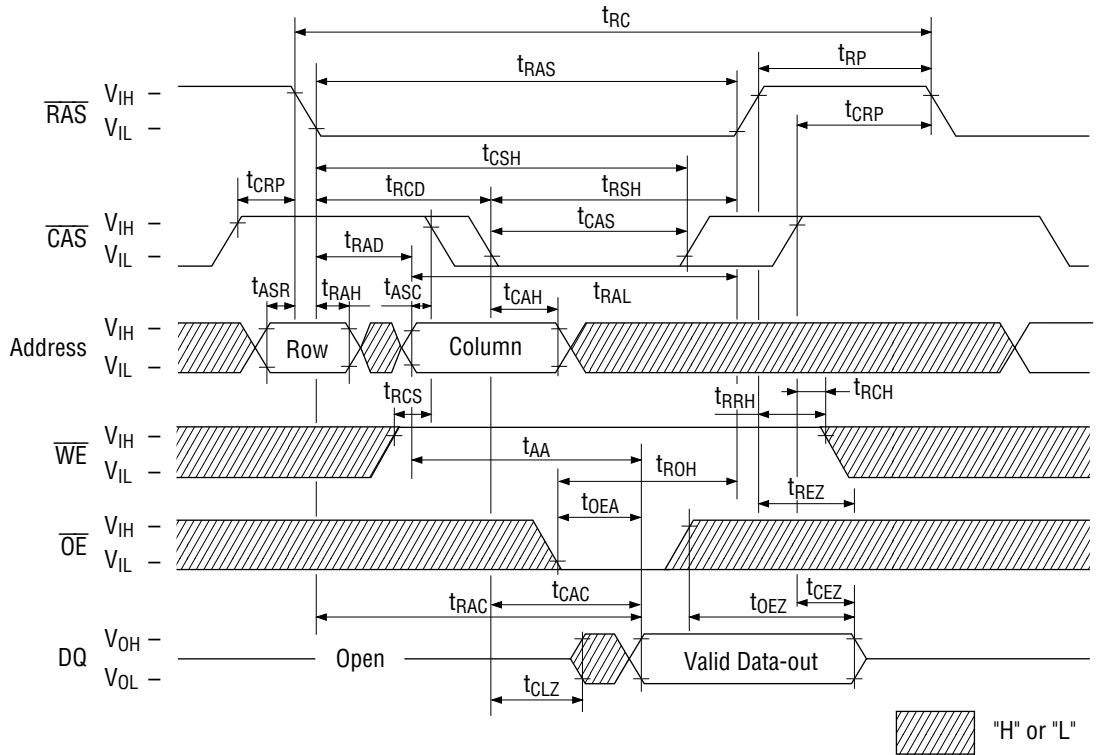 tRC
tRAS
tRP
RAS
VIH
VIL
tCRP
tCSH
tCRP
tRCD
tRSH
CAS
VIH
VIL
tCAS
tRAD
tASR
tRAH
tASC
tCAH
tRAL
Address
VIH
VIL
Row
Column
tRCS
tRRH
tRCH
WE
VIH
VIL
tAA
tROH
tREZ
tOEA
OE
VIH
VIL
tCAC
tRAC
tOEZ
tCEZ
DQ
VOH
VOL
Open
Valid Data-out
tCLZ
"H" or "L"